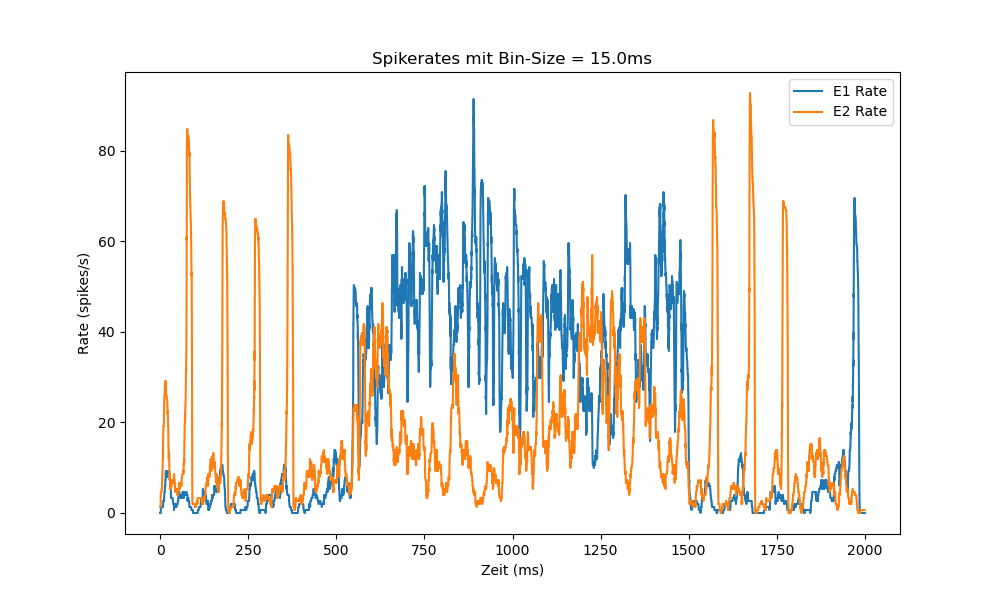 Spikerates mit Bin-Size = 15.0ms
E1 Rate
E2 Rate
Rate (spikes/s)
80
60
40
20
0
0 250 500 750 1000 1250 1500 1750 2000
Zeit (ms)